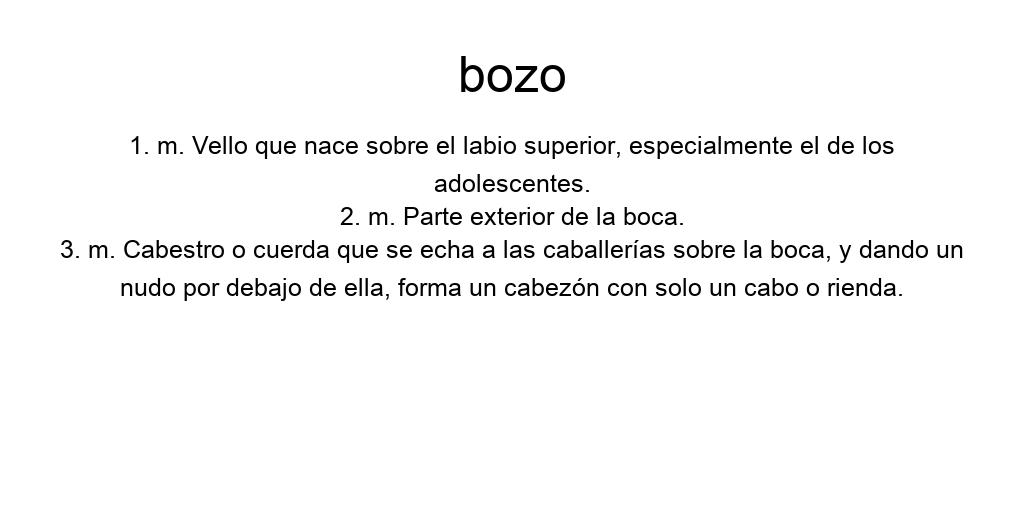 bozo
1. m. Vello que nace sobre el labio superior, especialmente el de los
adolescentes.
2. m. Parte exterior de la boca.
3. m. Cabestro o cuerda que se echa a las caballerías sobre la boca, y dando un
nudo por debajo de ella, forma un cabezón con solo un cabo o rienda.